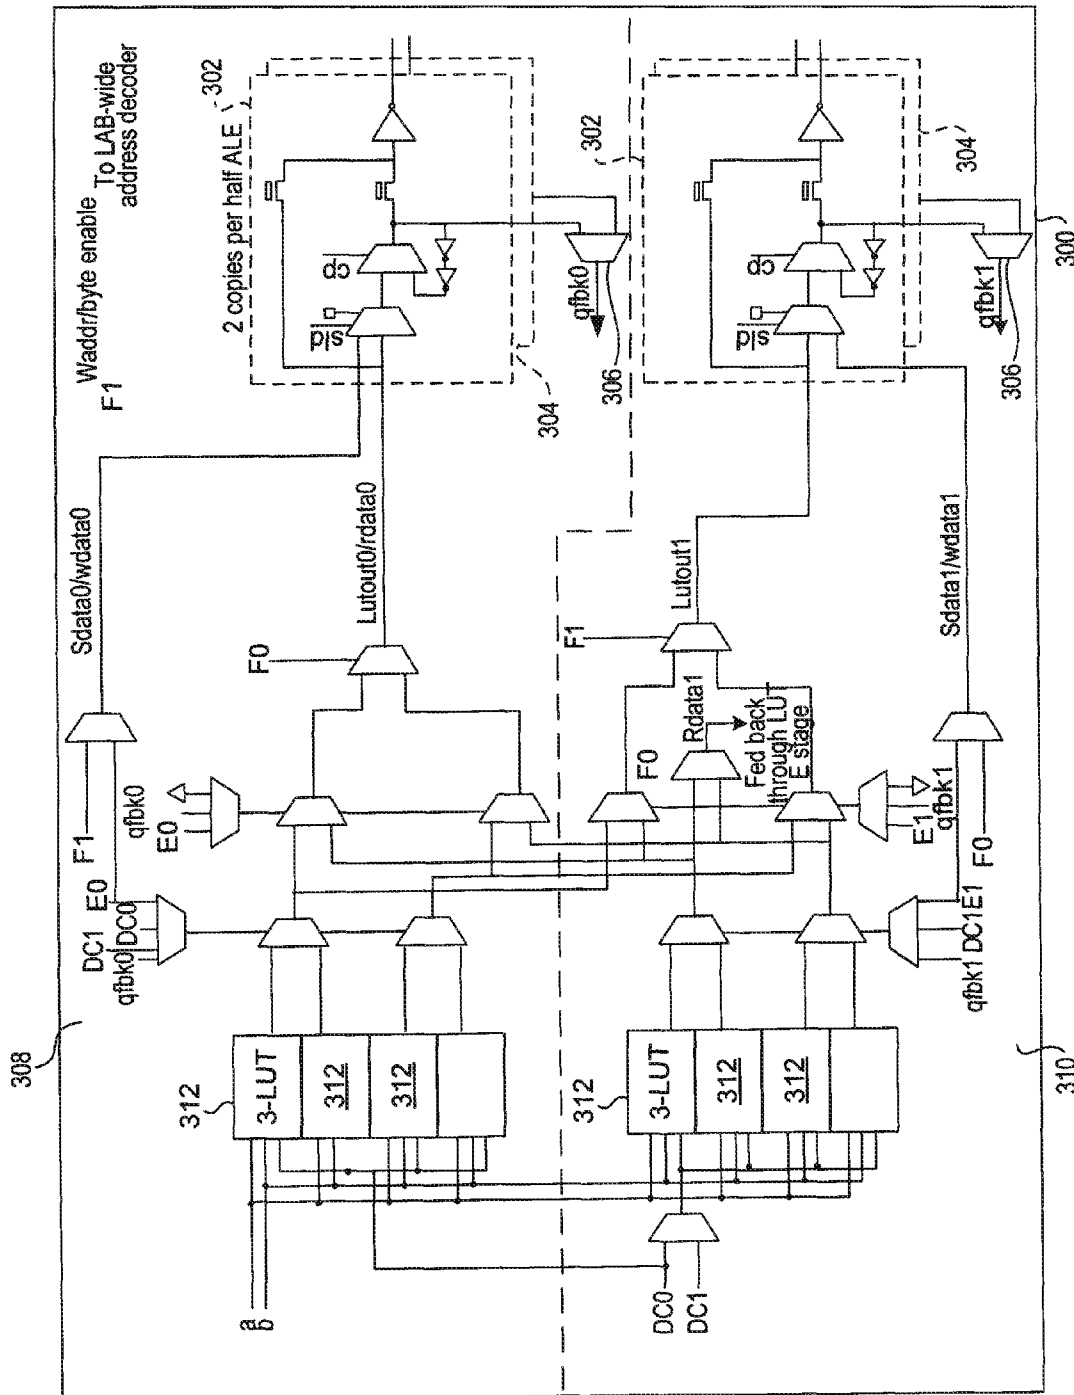 302
To LAB-wide
address decoder
Waddr/byte enable
F1
2 copies per half ALE
cp
sld
304
qfbk0
306
302
304
cp
sld
qfbk1
306
300
Sdata0/wdata0
Lutout0/rdata0
Lutout1
Sdata1/wdata1
F0
F1
F1
qfbk0
E0
E0
DC0
DC1
qfbk0
F0
Rdata1
Fed back
through LUT
E stage
qfbk1
E1
F0
E1
DC1
qfbk1
308
310
312
3-LUT
312
312
312
3-LUT
312
312
a
b
DC0
DC1